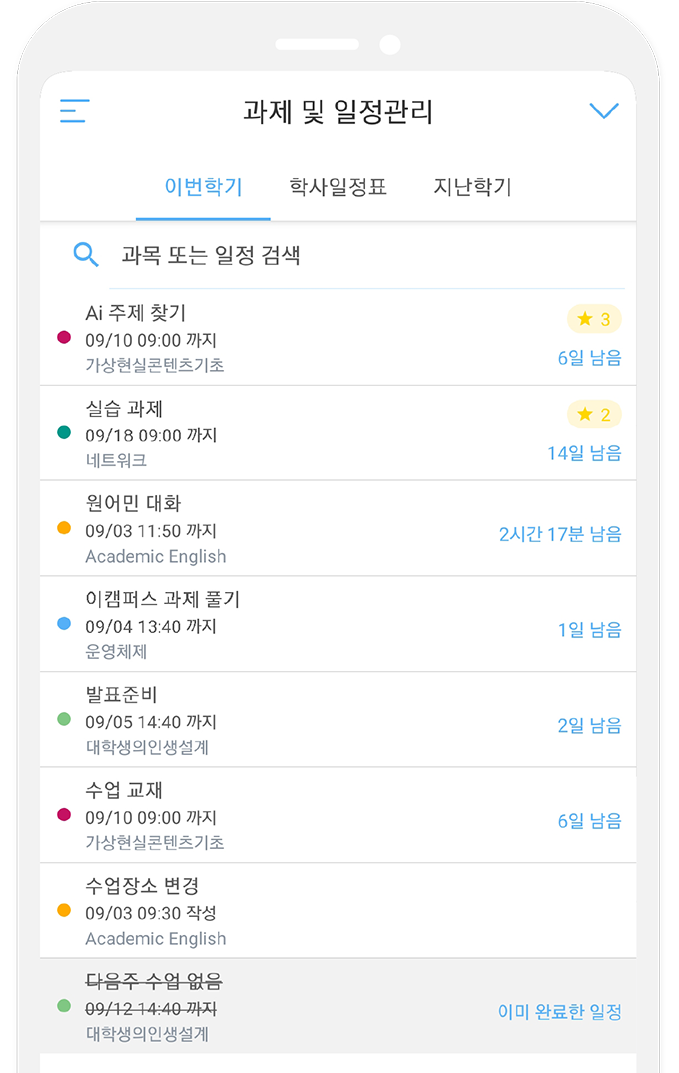 과제 및 일정관리
이번학기 학사일정표 지난학기
과목 또는 일정 검색
Ai 주제 찾기
★ 3
09/10 09:00 까지
6일 남음
가상현실콘텐츠기초
실습 과제
★ 2
09/18 09:00 까지
14일 남음
네트워크
원어민 대화
09/03 11:50 까지
2시간 17분 남음
Academic English
이캠퍼스 과제 풀기
09/04 13:40 까지
1일 남음
운영체제
발표준비
09/05 14:40 까지
2일 남음
대학생의인생설계
수업 교재
09/10 09:00 까지
6일 남음
가상현실콘텐츠기초
수업장소 변경
09/03 09:30 작성
Academic English
다음주 수업 없음
09/12 14:40 까지
이미 완료한 일정
대학생의인생설계